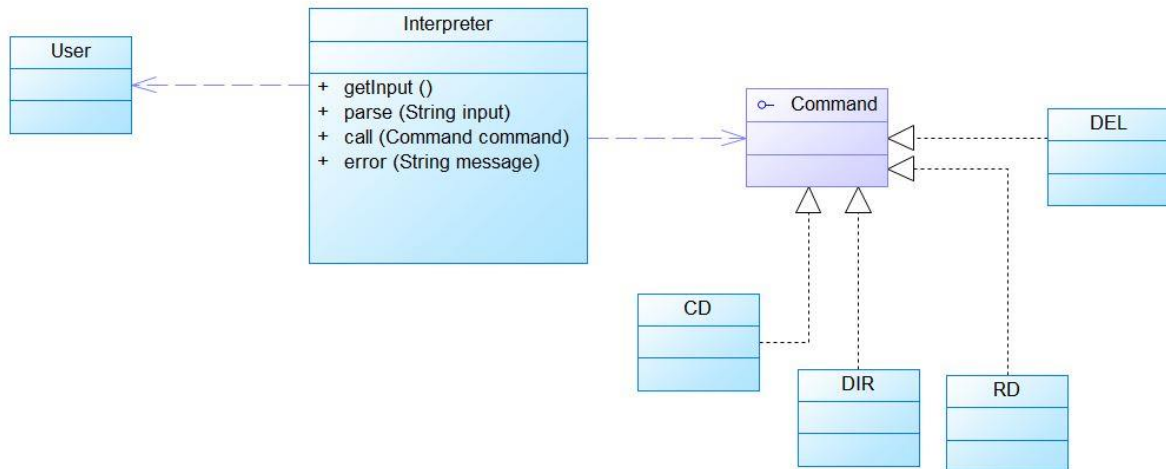 User
Interpreter
+ getInput ()
+ parse (String input)
+ call (Command command)
+ error (String message)
Command
DEL
CD
DIR
RD